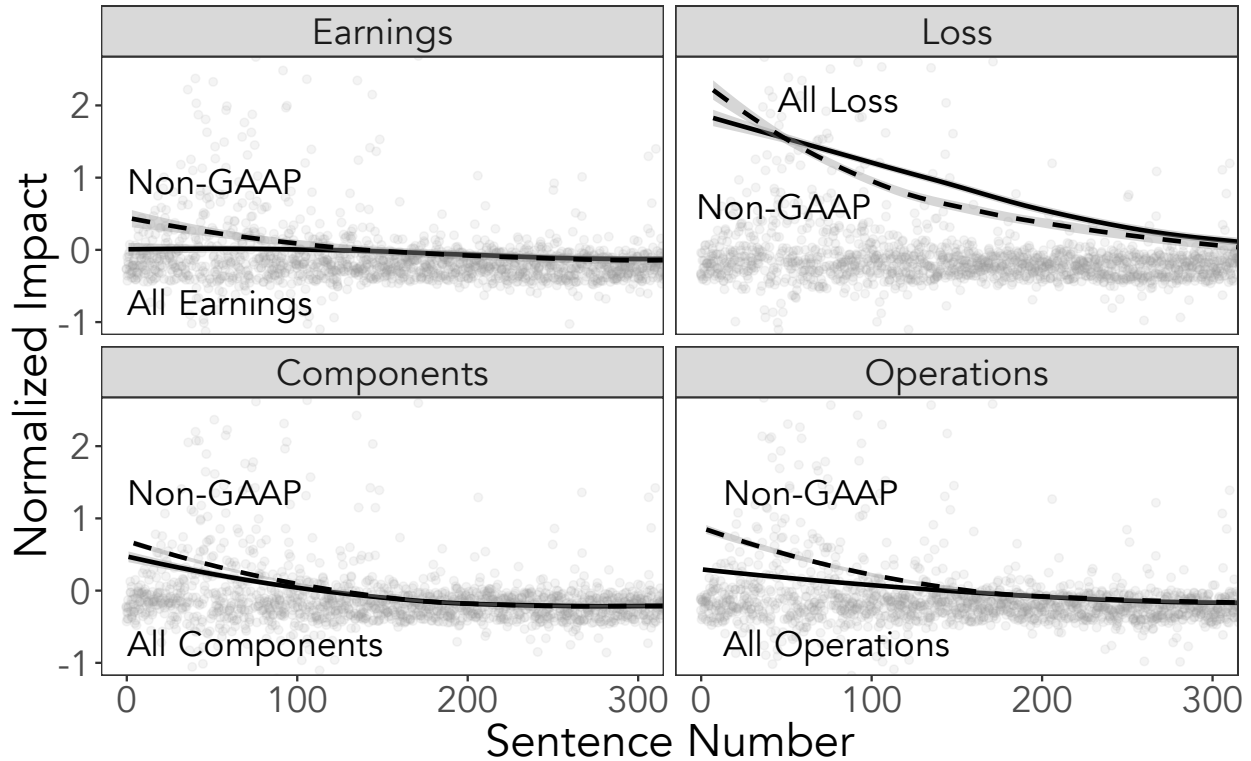 Earnings
Loss
2
1
0
-1
Non-GAAP
All Earnings
All Loss
Non-GAAP
Components
Operations
2
1
0
-1
Non-GAAP
All Components
Non-GAAP
All Operations
0 100 200 300
0 100 200 300
Sentence Number
Normalized Impact